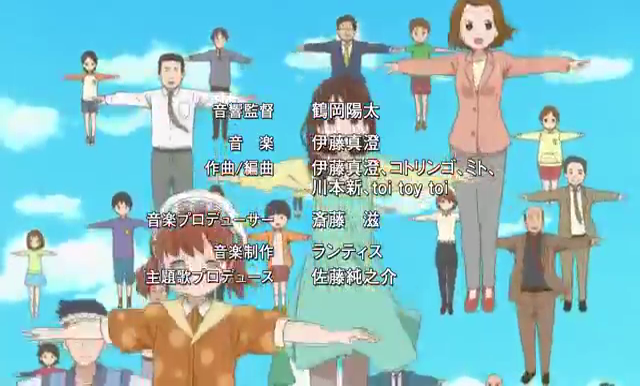 音響監督 鶴岡陽太
音 楽 伊藤真澄
作曲/編曲 伊藤真澄、コトリンゴ、ミト、
川本新、toi toy toi
音楽プロデューサー 斎藤 滋
音楽制作 ランティス
主題歌プロデュース 佐藤純之介